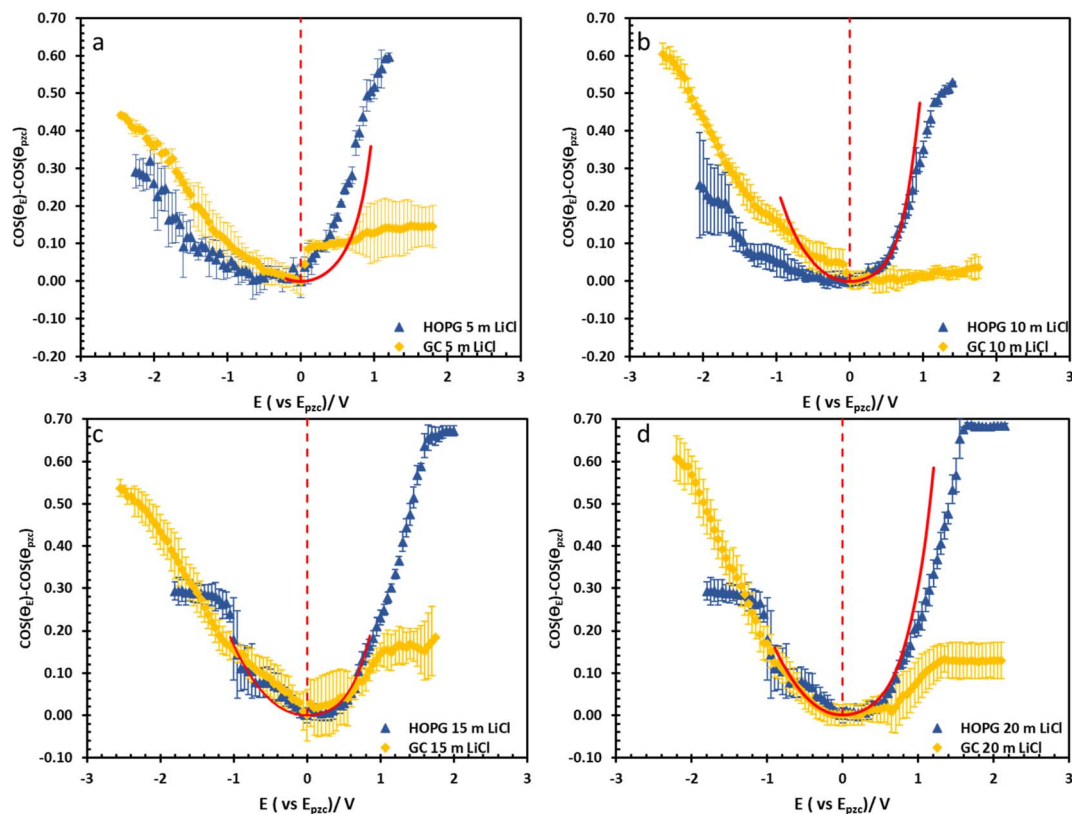 a
0.70
0.60
0.50
0.40
0.30
0.20
0.10
0.00
-0.10
-0.20
COS(ΘE)-COS(Θpzc)
HOPG 5 m LiCl
GC 5 m LiCl
-3 -2 -1 0 1 2 3
E ( vs Epzc)/ V
b
0.70
0.60
0.50
0.40
0.30
0.20
0.10
0.00
-0.10
-0.20
COS(ΘE)-COS(Θpzc)
HOPG 10 m LiCl
GC 10 m LiCl
-3 -2 -1 0 1 2 3
E ( vs Epzc)/ V
c
0.70
0.60
0.50
0.40
0.30
0.20
0.10
0.00
-0.10
COS(ΘE)-COS(Θpzc)
HOPG 15 m LiCl
GC 15 m LiCl
-3 -2 -1 0 1 2 3
E ( vs Epzc)/ V
d
0.70
0.60
0.50
0.40
0.30
0.20
0.10
0.00
-0.10
COS(ΘE)-COS(Θpzc)
HOPG 20 m LiCl
GC 20 m LiCl
-3 -2 -1 0 1 2 3
E ( vs Epzc)/ V